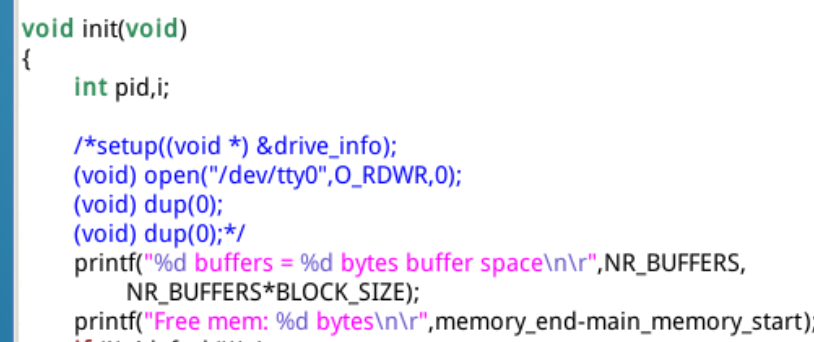 void init(void)
{
int pid,i;
/*setup((void *) &drive_info);
(void) open("/dev/tty0",O_RDWR,0);
(void) dup(0);
(void) dup(0);*/
printf("%d buffers = %d bytes buffer space\n\r",NR_BUFFERS,
NR_BUFFERS*BLOCK_SIZE);
printf("Free mem: %d bytes\n\r",memory_end-main_memory_start);